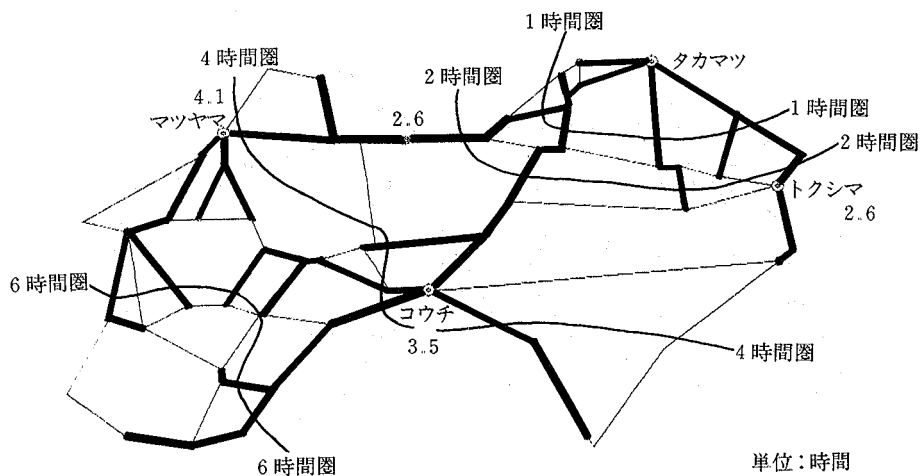 1時間圏
4時間圏
タカマツ
2時間圏
4.1
マツヤマ
2.6
1時間圏
2時間圏
トクシマ
2.6
6時間圏
コウチ
3.5
4時間圏
6時間圏
単位:時間